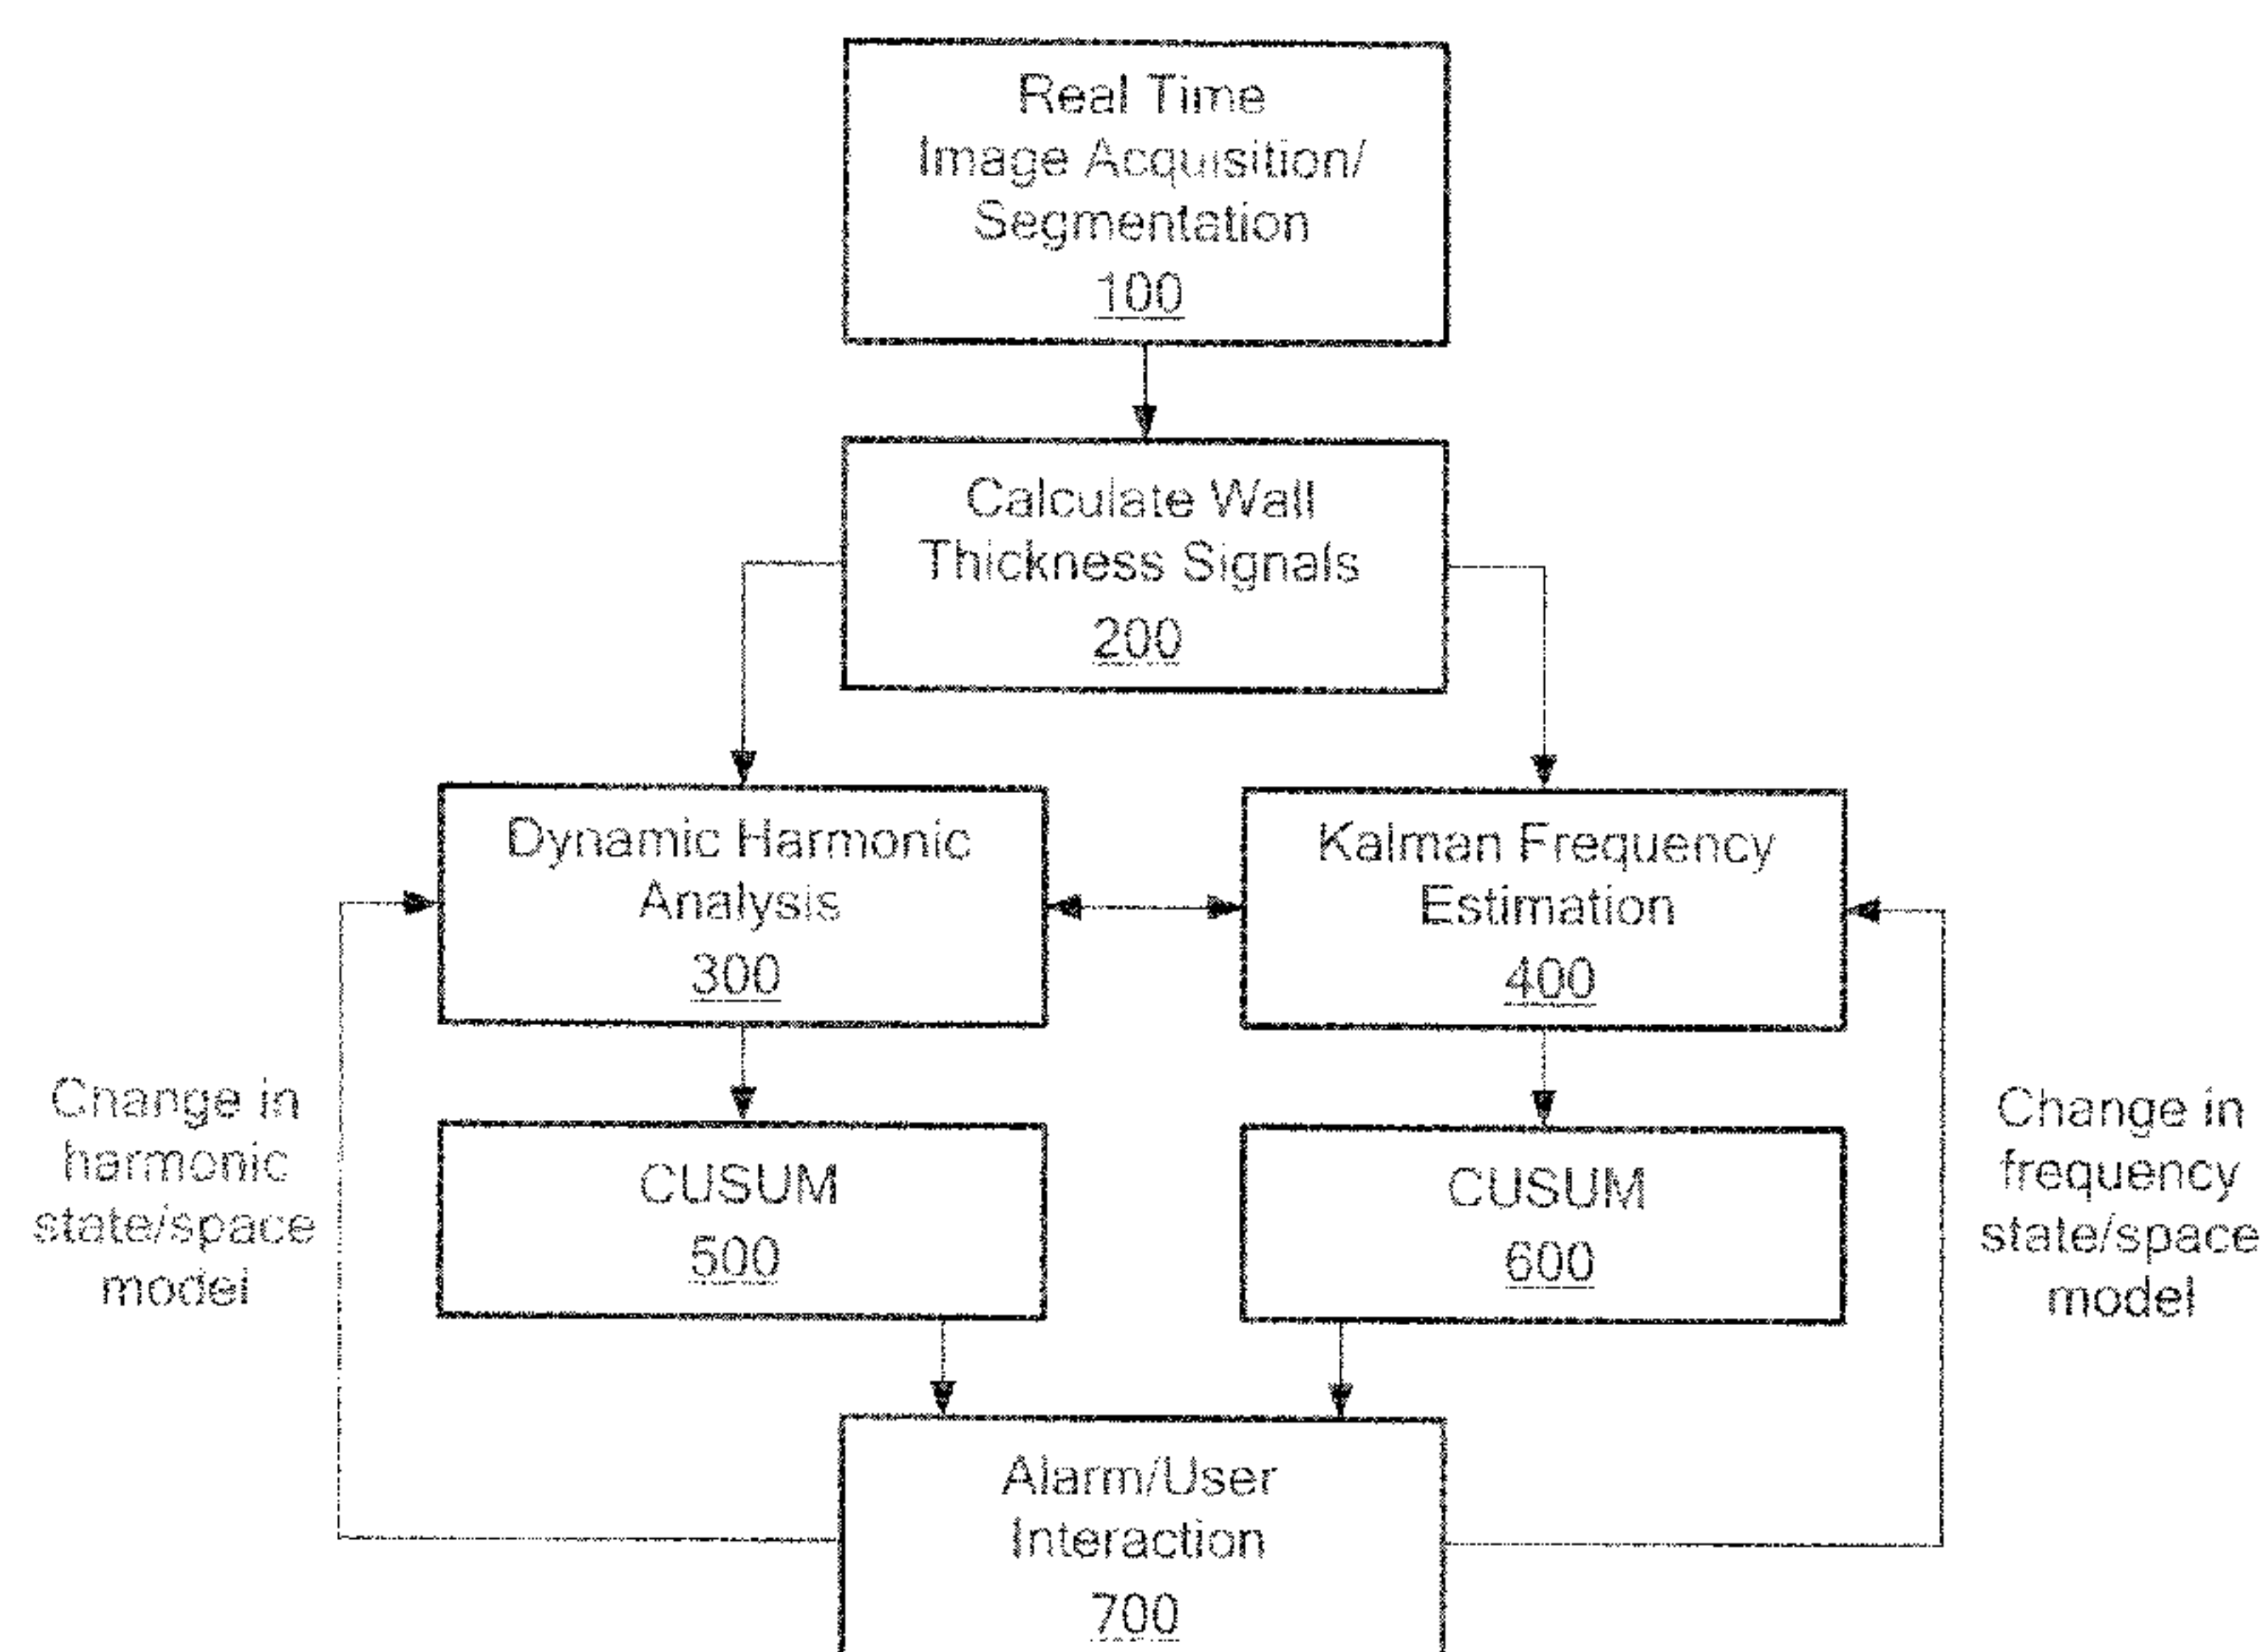 Real Time
Image Acquisition/
Segmentation
100
Calculate Wall
Thickness Signals
200
Dynamic Harmonic
Analysis
300
Kalman Frequency
Estimation
400
Change in
harmonic
state/space
model
CUSUM
500
CUSUM
600
Change in
frequency
state/space
model
Alarm/User
Interaction
700